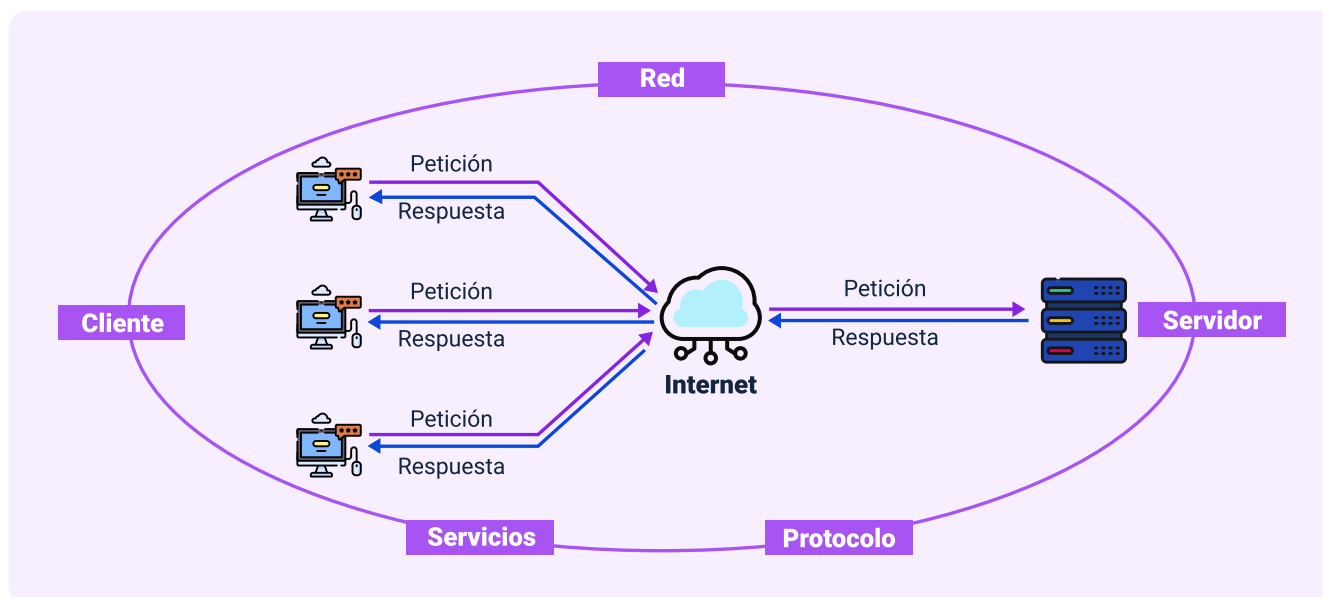 Red
Petición
Respuesta
Petición
Respuesta
Petición
Respuesta
Cliente
Internet
Petición
Respuesta
Servidor
Servicios
Protocolo